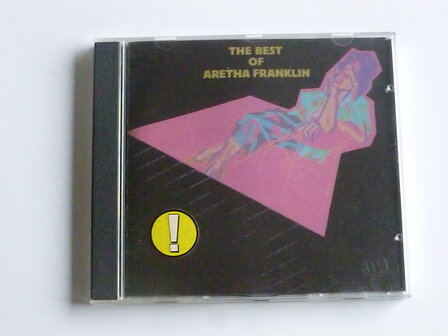 THE BEST
OF
ARETHA FRANKLIN
!